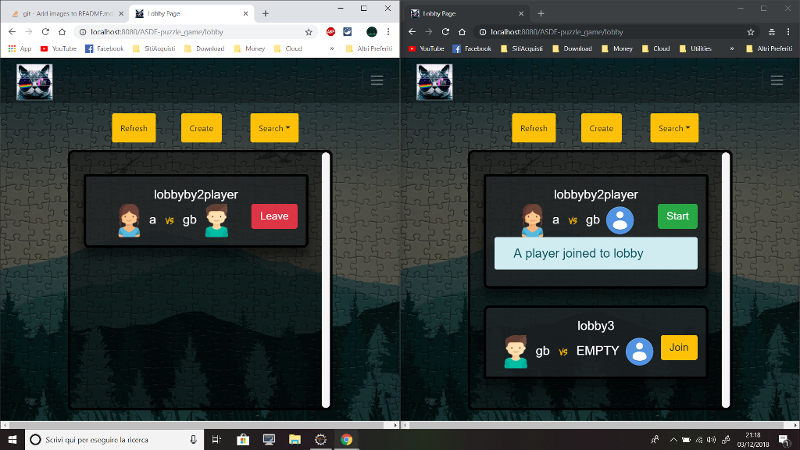 git - Add images to README.md
Lobby Page
localhost:8080/ASDE-puzzle_game/lobby
App
YouTube
Facebook
SitiAcquisti
Download
Money
Cloud
»
Altri Preferiti
Refresh
Create
Search
lobbyby2player
a vs gb
Leave
Lobby Page
localhost:8080/ASDE-puzzle_game/lobby
YouTube
Facebook
SitiAcquisti
Download
Money
Cloud
Utilities
»
Altri Preferiti
Refresh
Create
Search
lobbyby2player
a vs gb
Start
A player joined to lobby
lobby3
gb vs EMPTY
Join
Scrivi qui per eseguire la ricerca
21:18
03/12/2018